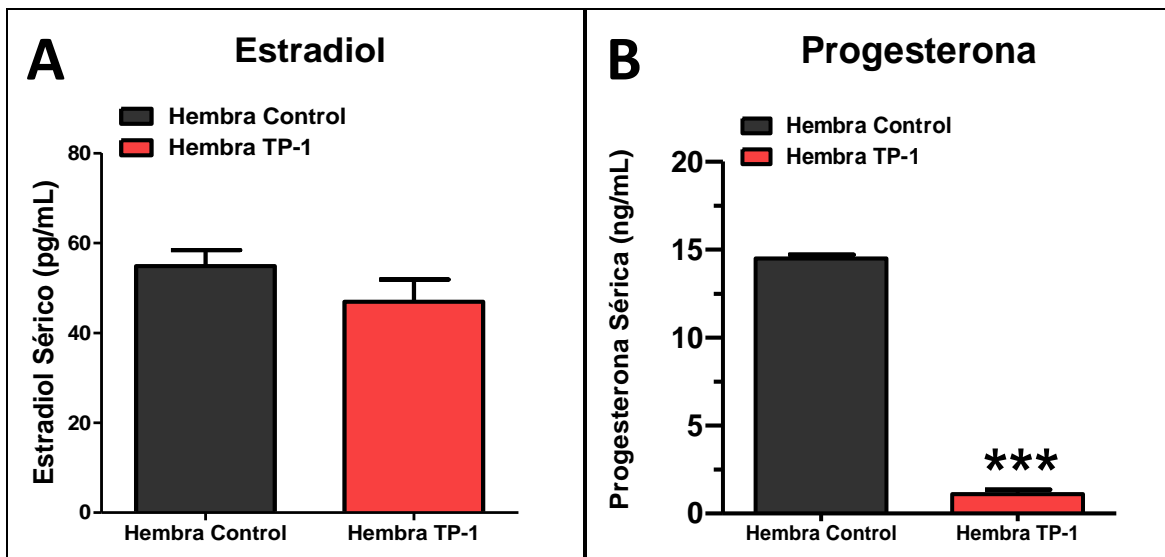 A
Estradiol
Hembra Control
Hembra TP-1
Estradiol Sérico (pg/mL)
80
60
40
20
0
Hembra Control
Hembra TP-1
B
Progesterona
Hembra Control
Hembra TP-1
Progesterona Sérica (ng/mL)
20
15
10
5
0
***
Hembra Control
Hembra TP-1